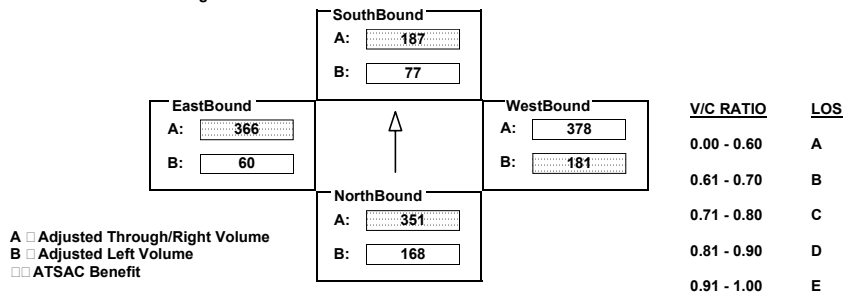 SouthBound
A: 187
B: 77
EastBound
A: 366
B: 60
WestBound
A: 378
B: 181
NorthBound
A: 351
B: 168
A □ Adjusted Through/Right Volume
B □ Adjusted Left Volume
□□ ATSAC Benefit
V/C RATIO LOS
0.00 - 0.60 A
0.61 - 0.70 B
0.71 - 0.80 C
0.81 - 0.90 D
0.91 - 1.00 E